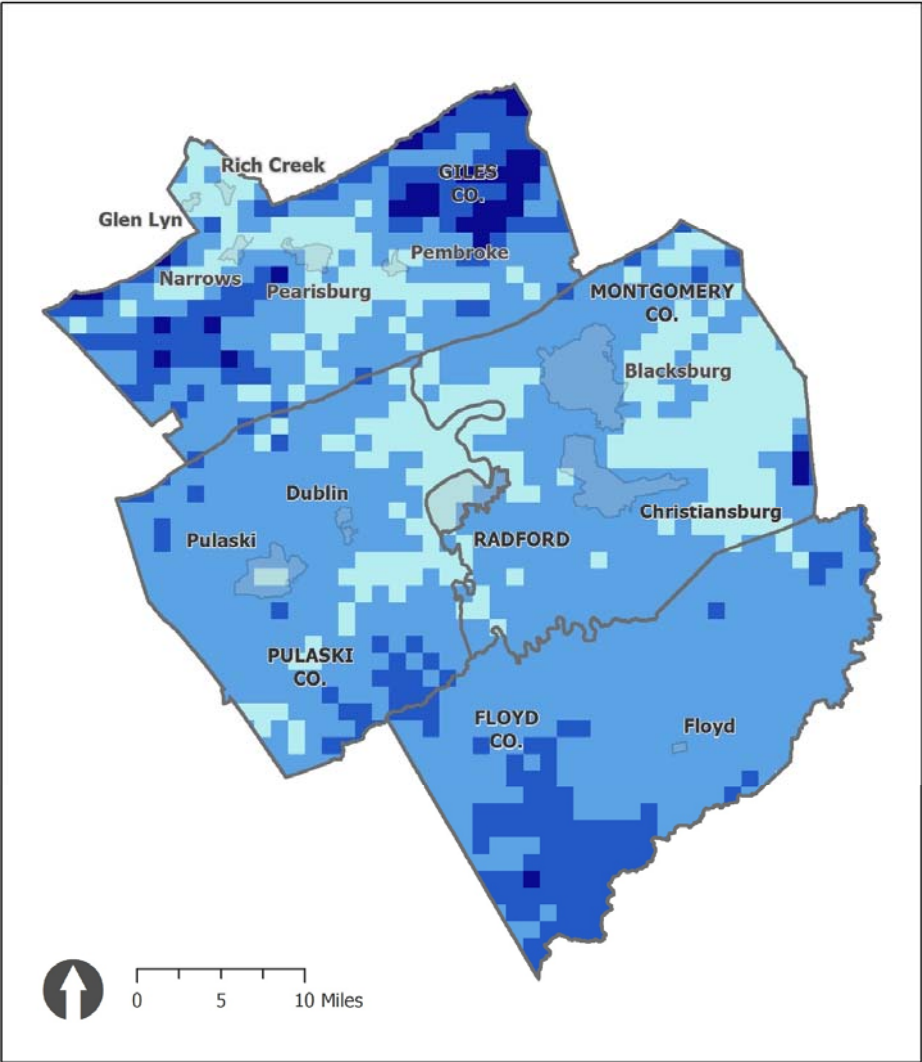 Rich Creek
GILES
CO.
Glen Lyn
Pembroke
Narrows
Pearisburg
MONTGOMERY
CO.
Blacksburg
Dublin
Christiansburg
Pulaski
RADFORD
PULASKI
CO.
FLOYD
CO.
Floyd
0 5 10 Miles